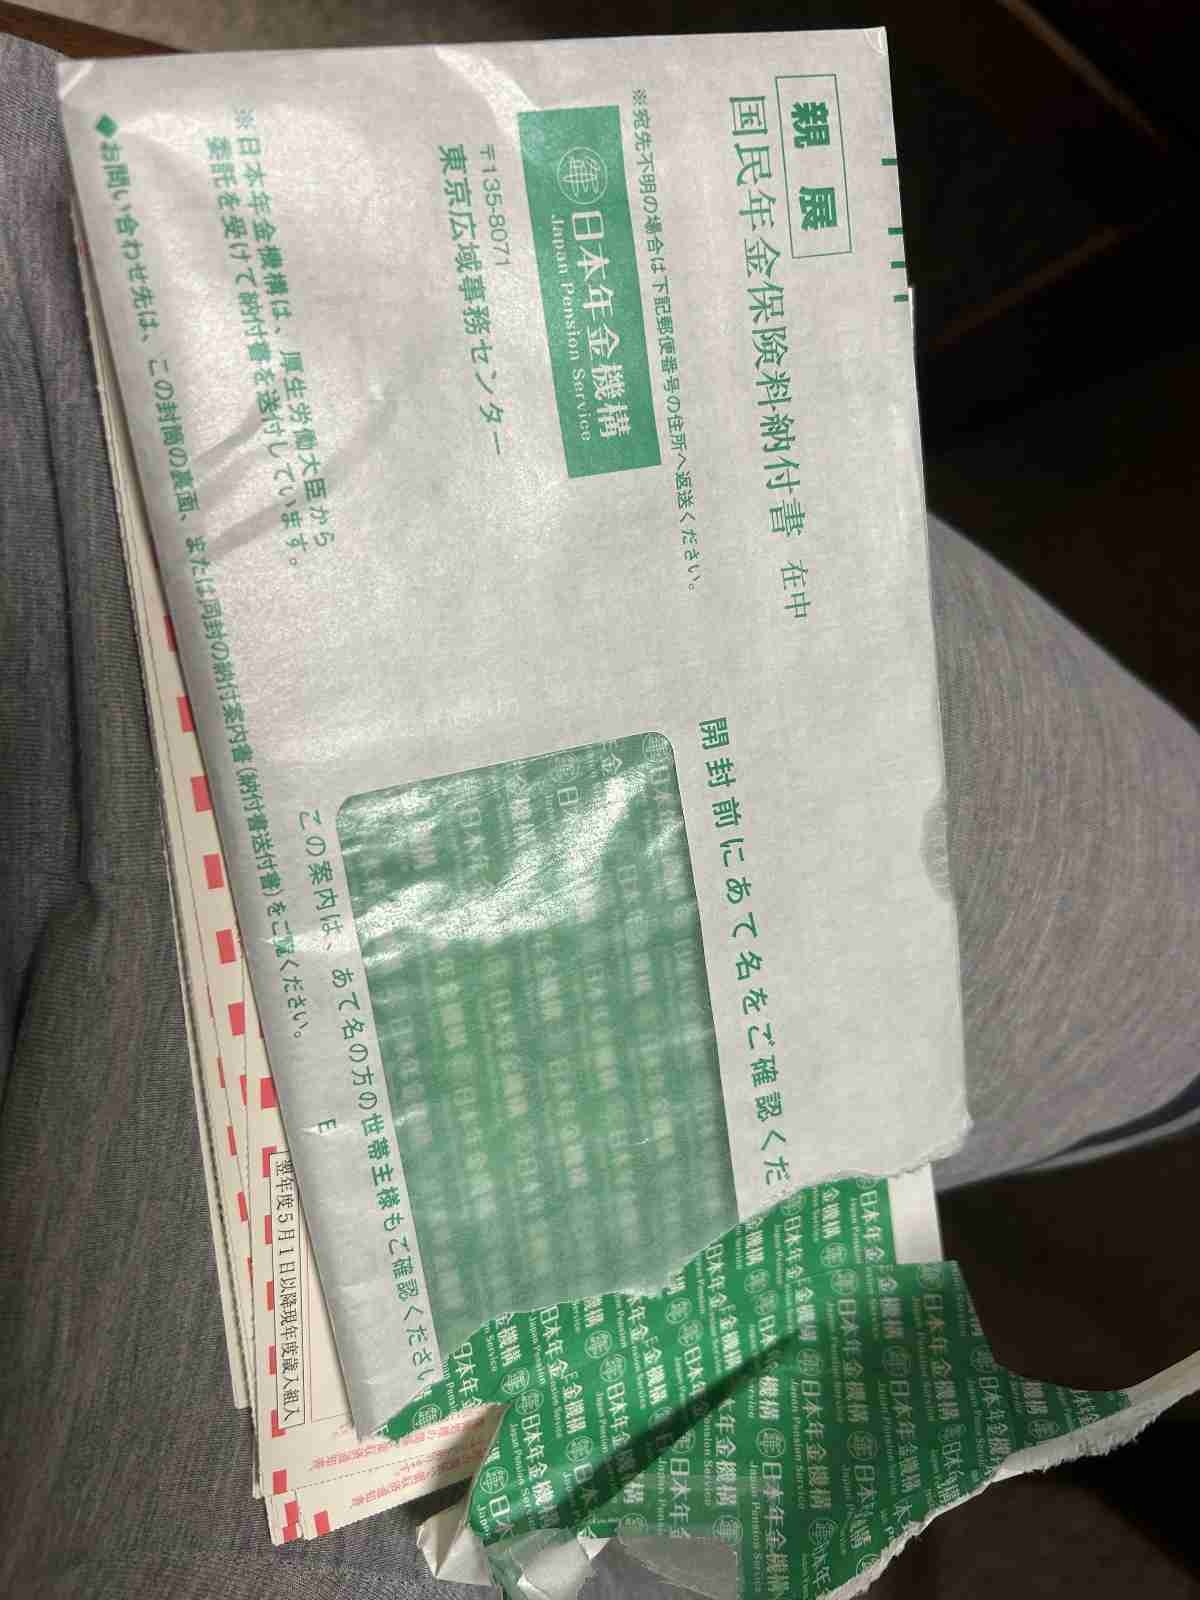 親展
国民年金保険料納付書 在中
※宛先不明の場合は下記郵便番号の住所へ返送ください。
日本年金機構
Japan Pension Service
〒135-8071
東京広域事務センター
※日本年金機構は、厚生労働大臣から
委託を受けて納付書を送付しています。
◆お問い合わせ先は、この封筒の裏面、または同封の納付案内書(納付書送付書)をご覧ください。
開封前にあて名をご確認くだ
この案内は、あて名の方の世帯主様もご確認ください
E
翌年度5月1日以降現年度歳入組入
日本年金機構
Japan Pension Service